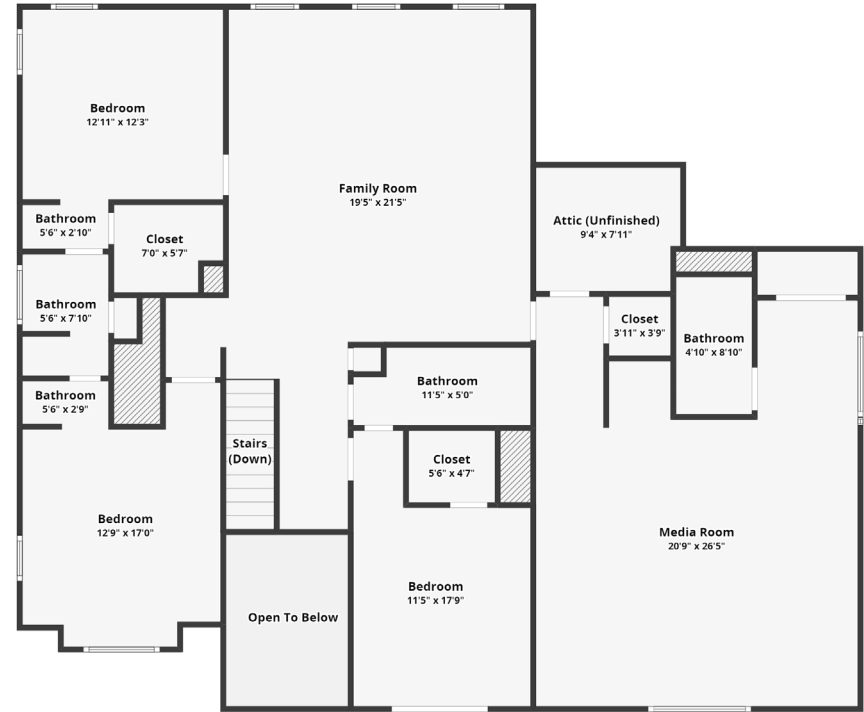 Bedroom
12'11" x 12'3"
Family Room
19'5" x 21'5"
Attic (Unfinished)
9'4" x 7'11"
Bathroom
5'6" x 2'10"
Closet
7'0" x 5'7"
Bathroom
5'6" x 7'10"
Closet
3'11" x 3'9"
Bathroom
4'10" x 8'10"
Bathroom
5'6" x 2'9"
Bathroom
11'5" x 5'0"
Stairs
(Down)
Closet
5'6" x 4'7"
Bedroom
12'9" x 17'0"
Media Room
20'9" x 26'5"
Bedroom
11'5" x 17'9"
Open To Below